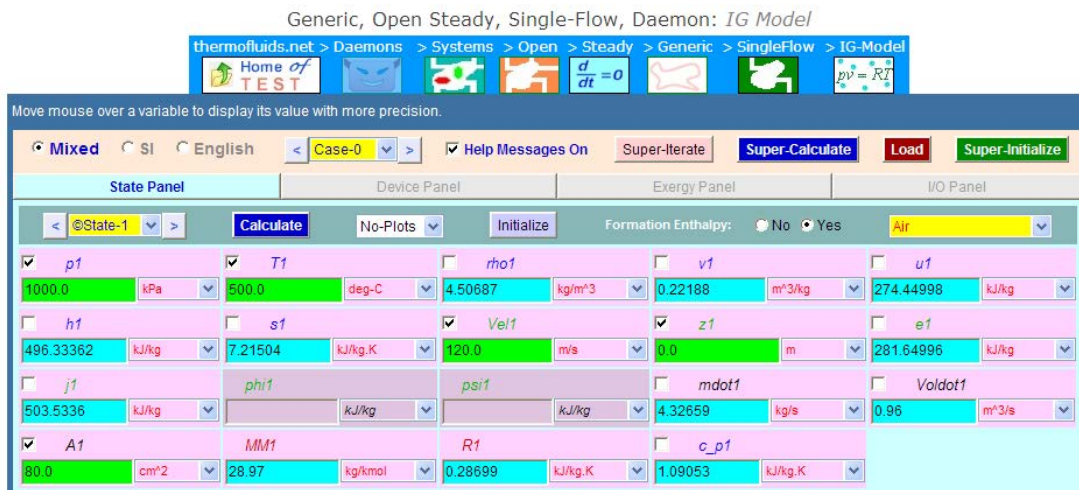 Generic, Open Steady, Single-Flow, Daemon: IG Model
thermofluids.net > Daemons > Systems > Open > Steady > Generic > SingleFlow > IG-Model
Home of TEST d/dt = 0 pv = RT
Move mouse over a variable to display its value with more precision.
Mixed SI English < Case-0 > Help Messages On Super-Iterate Super-Calculate Load Super-Initialize
State Panel Device Panel Exergy Panel I/O Panel
< ©State-1 > Calculate No-Plots Initialize Formation Enthalpy: No Yes Air
p1 T1 rho1 v1 u1
1000.0 kPa 500.0 deg-C 4.50687 kg/m^3 0.22188 m^3/kg 274.44998 kJ/kg
h1 s1 Vel1 z1 e1
496.33362 kJ/kg 7.21504 kJ/kg.K 120.0 m/s 0.0 m 281.64996 kJ/kg
j1 phi1 psi1 mdot1 Voldot1
503.5336 kJ/kg kJ/kg kJ/kg 4.32659 kg/s 0.96 m^3/s
A1 MM1 R1 c_p1
80.0 cm^2 28.97 kg/kmol 0.28699 kJ/kg.K 1.09053 kJ/kg.K